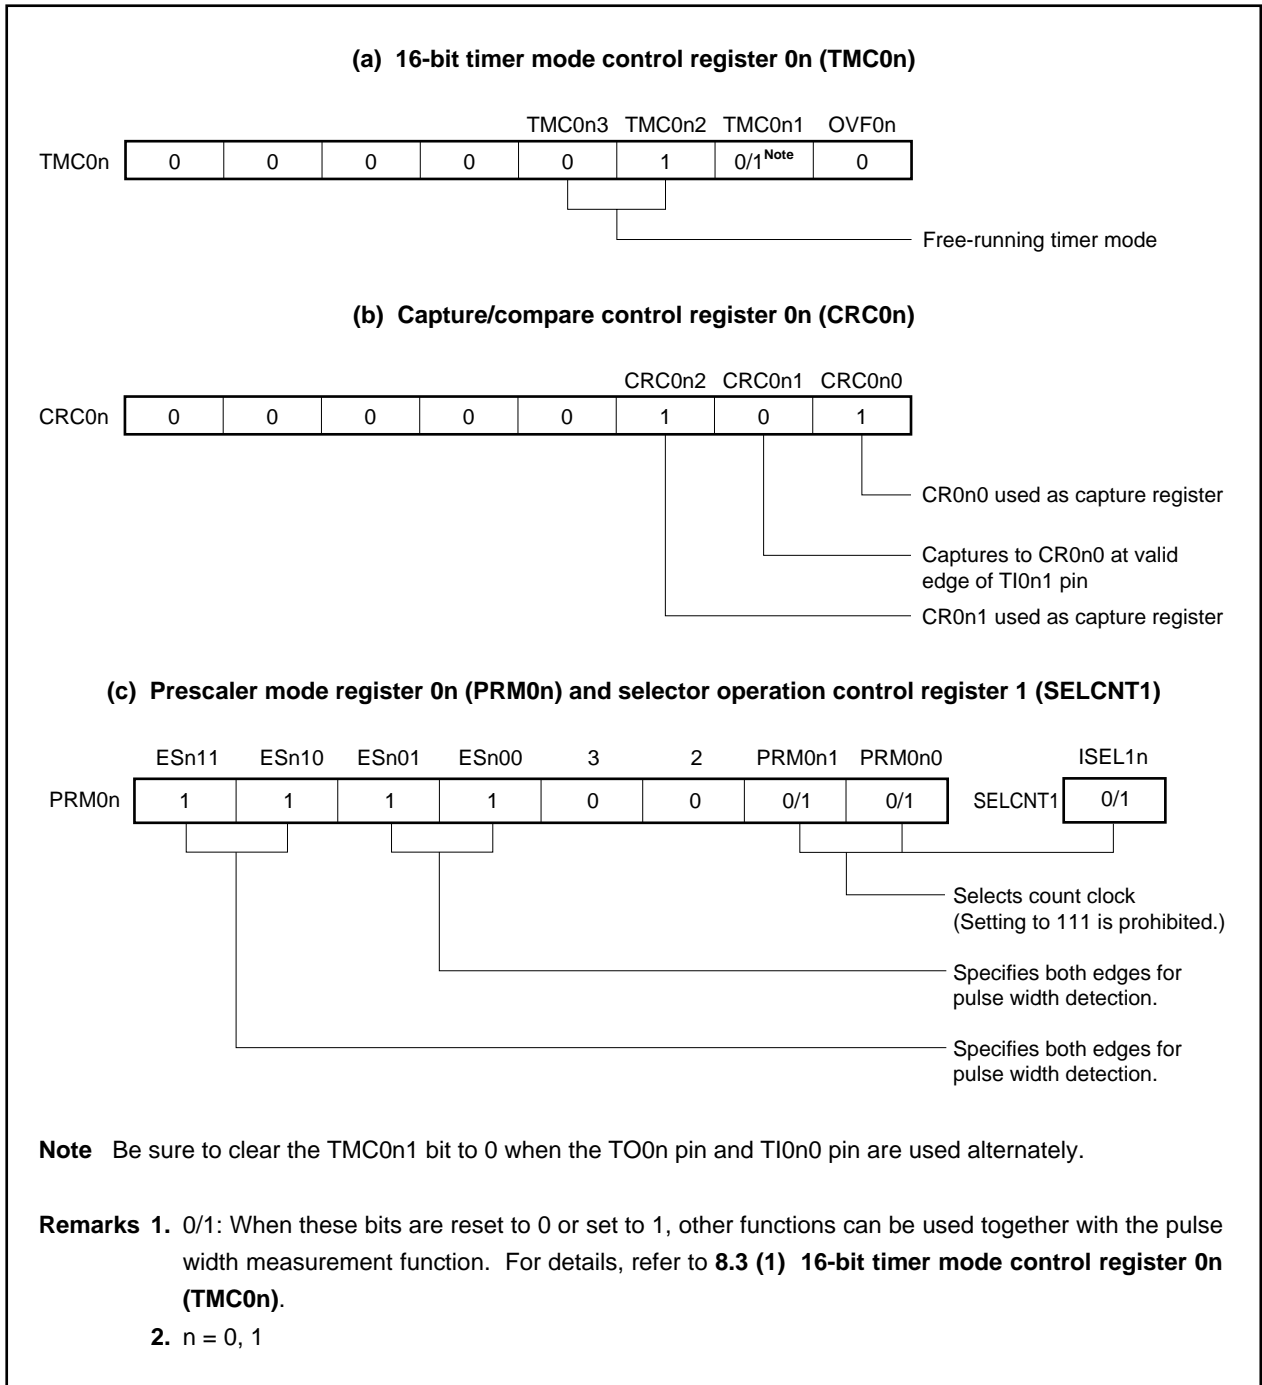 (a) 16-bit timer mode control register 0n (TMC0n)
TMC0n3 TMC0n2 TMC0n1 OVF0n
TMC0n 0 0 0 0 0 1 0/1Note 0
Free-running timer mode
(b) Capture/compare control register 0n (CRC0n)
CRC0n2 CRC0n1 CRC0n0
CRC0n 0 0 0 0 0 1 0 1
CR0n0 used as capture register
Captures to CR0n0 at valid
edge of TI0n1 pin
CR0n1 used as capture register
(c) Prescaler mode register 0n (PRM0n) and selector operation control register 1 (SELCNT1)
ESn11 ESn10 ESn01 ESn00 3 2 PRM0n1 PRM0n0 ISEL1n
PRM0n 1 1 1 1 0 0 0/1 0/1 SELCNT1 0/1
Selects count clock
(Setting to 111 is prohibited.)
Specifies both edges for
pulse width detection.
Specifies both edges for
pulse width detection.
Note Be sure to clear the TMC0n1 bit to 0 when the TO0n pin and TI0n0 pin are used alternately.
Remarks 1. 0/1: When these bits are reset to 0 or set to 1, other functions can be used together with the pulse
width measurement function. For details, refer to 8.3 (1) 16-bit timer mode control register 0n
(TMC0n).
2. n = 0, 1